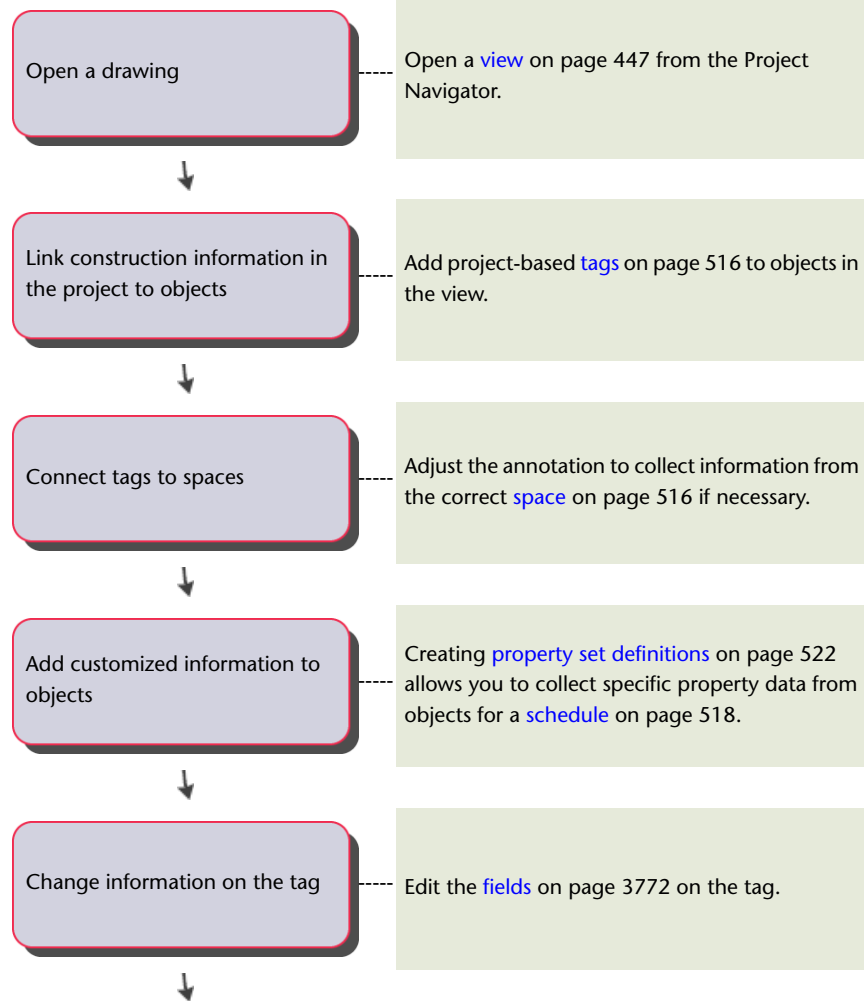 Open a drawing
Open a view on page 447 from the Project
Navigator.
Link construction information in
the project to objects
Add project-based tags on page 516 to objects in
the view.
Connect tags to spaces
Adjust the annotation to collect information from
the correct space on page 516 if necessary.
Add customized information to
objects
Creating property set definitions on page 522
allows you to collect specific property data from
objects for a schedule on page 518.
Change information on the tag
Edit the fields on page 3772 on the tag.